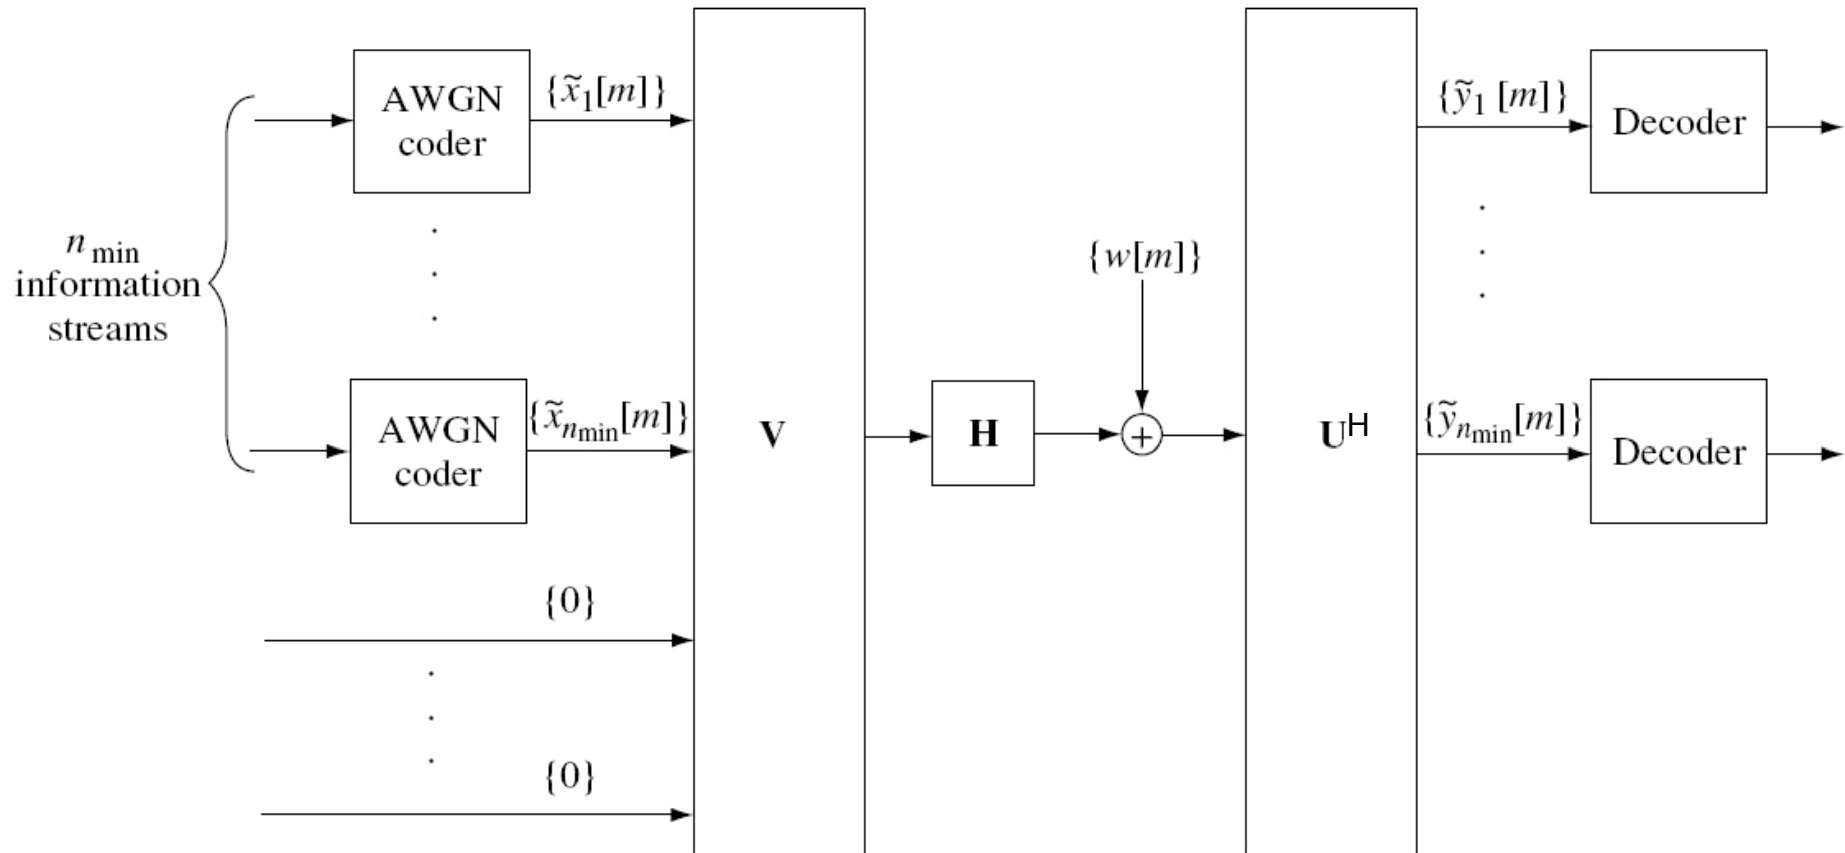 AWGN
coder
{x̃₁[m]}
{ỹ₁ [m]}
Decoder
n min
information
streams
{w[m]}
AWGN
coder
{x̃ₙmin[m]}
V
H
+
Uᴴ
{ỹₙmin[m]}
Decoder
{0}
{0}